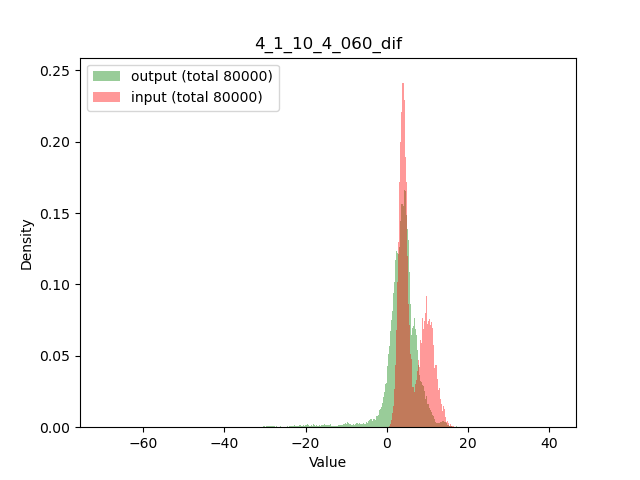 4_1_10_4_060_dif
output (total 80000)
input (total 80000)
0.25
0.20
0.15
0.10
0.05
0.00
Density
−60
−40
−20
0
20
40
Value